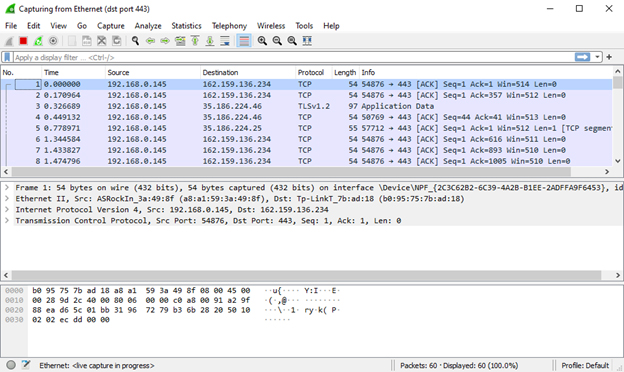 Capturing from Ethernet (dst port 443)
File Edit View Go Capture Analyze Statistics Telephony Wireless Tools Help
Apply a display filter ... <Ctrl-/>
No. Time Source Destination Protocol Length Info
1 0.000000 192.168.0.145 162.159.136.234 TCP 54 54876 → 443 [ACK] Seq=1 Ack=1 Win=514 Len=0
2 0.170964 192.168.0.145 162.159.136.234 TCP 54 54876 → 443 [ACK] Seq=1 Ack=357 Win=512 Len=0
3 0.326689 192.168.0.145 35.186.224.46 TLSv1.2 97 Application Data
4 0.449132 192.168.0.145 35.186.224.46 TCP 54 50769 → 443 [ACK] Seq=44 Ack=41 Win=513 Len=0
5 0.778971 192.168.0.145 35.186.224.25 TCP 55 57712 → 443 [ACK] Seq=1 Ack=1 Win=512 Len=1 [TCP segmen
6 1.344584 192.168.0.145 162.159.136.234 TCP 54 54876 → 443 [ACK] Seq=1 Ack=616 Win=511 Len=0
7 1.433827 192.168.0.145 162.159.136.234 TCP 54 54876 → 443 [ACK] Seq=1 Ack=893 Win=510 Len=0
8 1.474796 192.168.0.145 162.159.136.234 TCP 54 54876 → 443 [ACK] Seq=1 Ack=1005 Win=510 Len=0
Frame 1: 54 bytes on wire (432 bits), 54 bytes captured (432 bits) on interface \Device\NPF_{2C3C62B2-6C39-4A2B-B1EE-2ADFFA9F6453}, id
Ethernet II, Src: ASRockIn_3a:49:8f (a8:a1:59:3a:49:8f), Dst: Tp-LinkT_7b:ad:18 (b0:95:75:7b:ad:18)
Internet Protocol Version 4, Src: 192.168.0.145, Dst: 162.159.136.234
Transmission Control Protocol, Src Port: 54876, Dst Port: 443, Seq: 1, Ack: 1, Len: 0
0000 b0 95 75 7b ad 18 a8 a1 59 3a 49 8f 08 00 45 00 ··u{···· Y:I···E·
0010 00 28 9d 2c 40 00 80 06 00 00 c0 a8 00 91 a2 9f ·(·,@··· ········
0020 88 ea d6 5c 01 bb 31 96 72 79 b3 6b 28 20 50 10 ···\··1· ry·k( P·
0030 02 02 ec dd 00 00 ······
Ethernet: <live capture in progress>
Packets: 60 · Displayed: 60 (100.0%)
Profile: Default